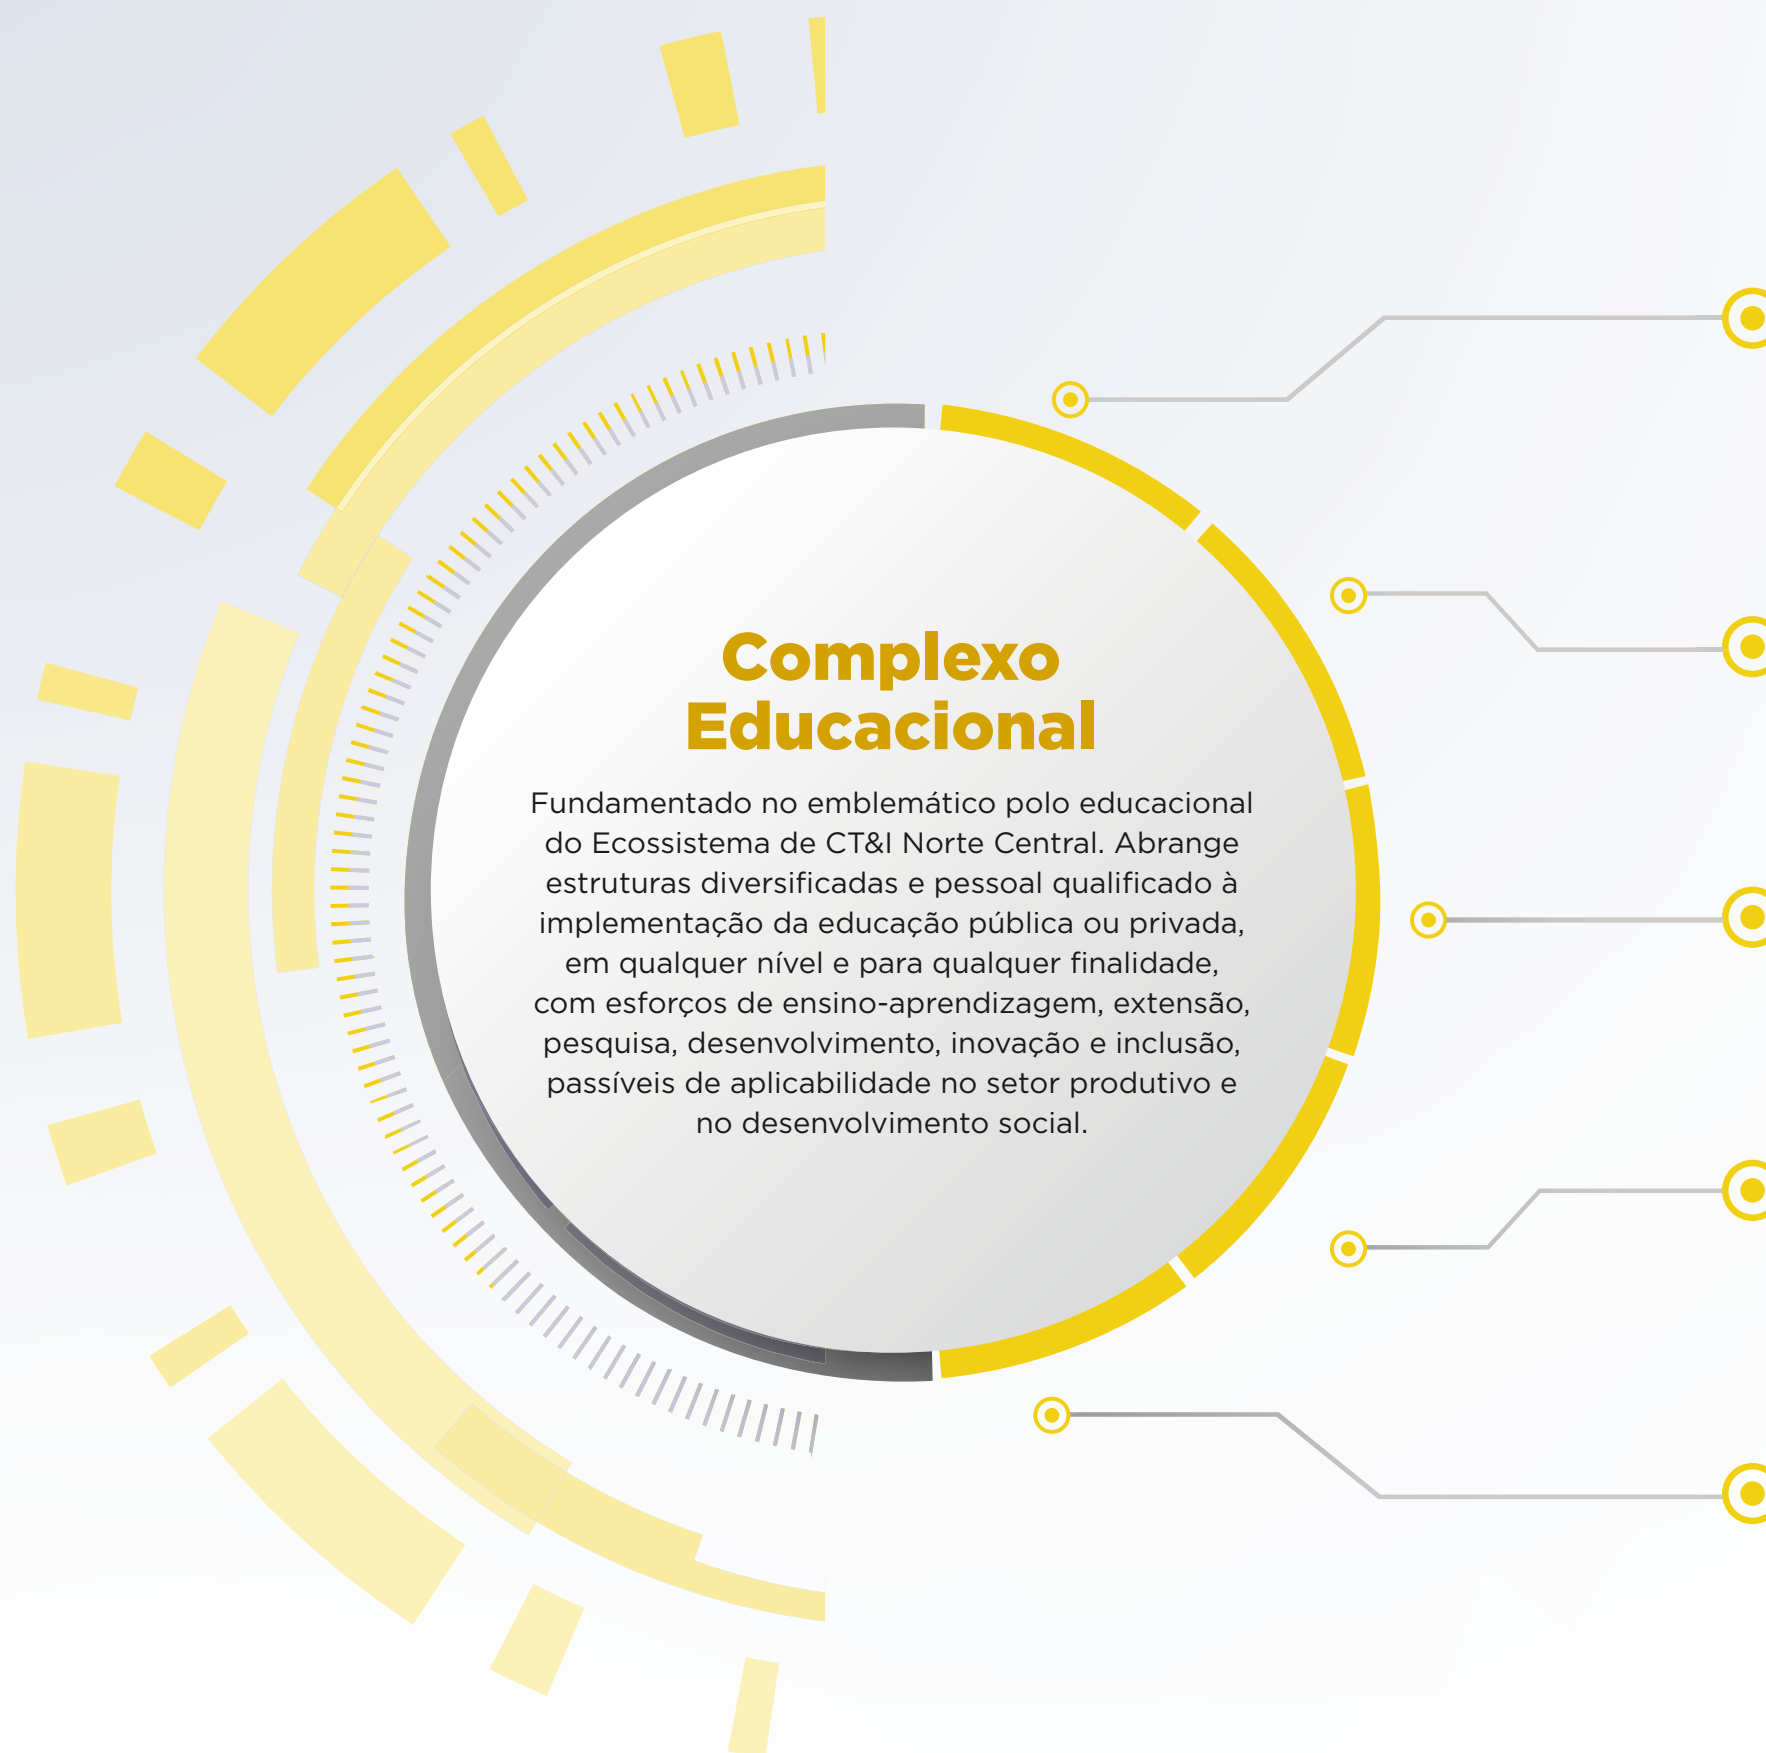 Complexo
Educacional
Fundamentado no emblemático polo educacional
do Ecossistema de CT&I Norte Central. Abrange
estruturas diversificadas e pessoal qualificado à
implementação da educação pública ou privada,
em qualquer nível e para qualquer finalidade,
com esforços de ensino-aprendizagem, extensão,
pesquisa, desenvolvimento, inovação e inclusão,
passíveis de aplicabilidade no setor produtivo e
no desenvolvimento social.